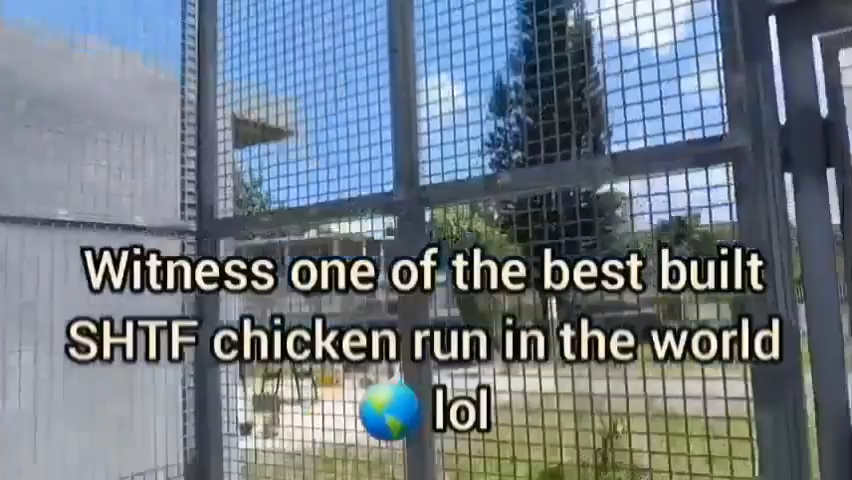 Witness one of the best built
SHTF chicken run in the world
🌎 lol